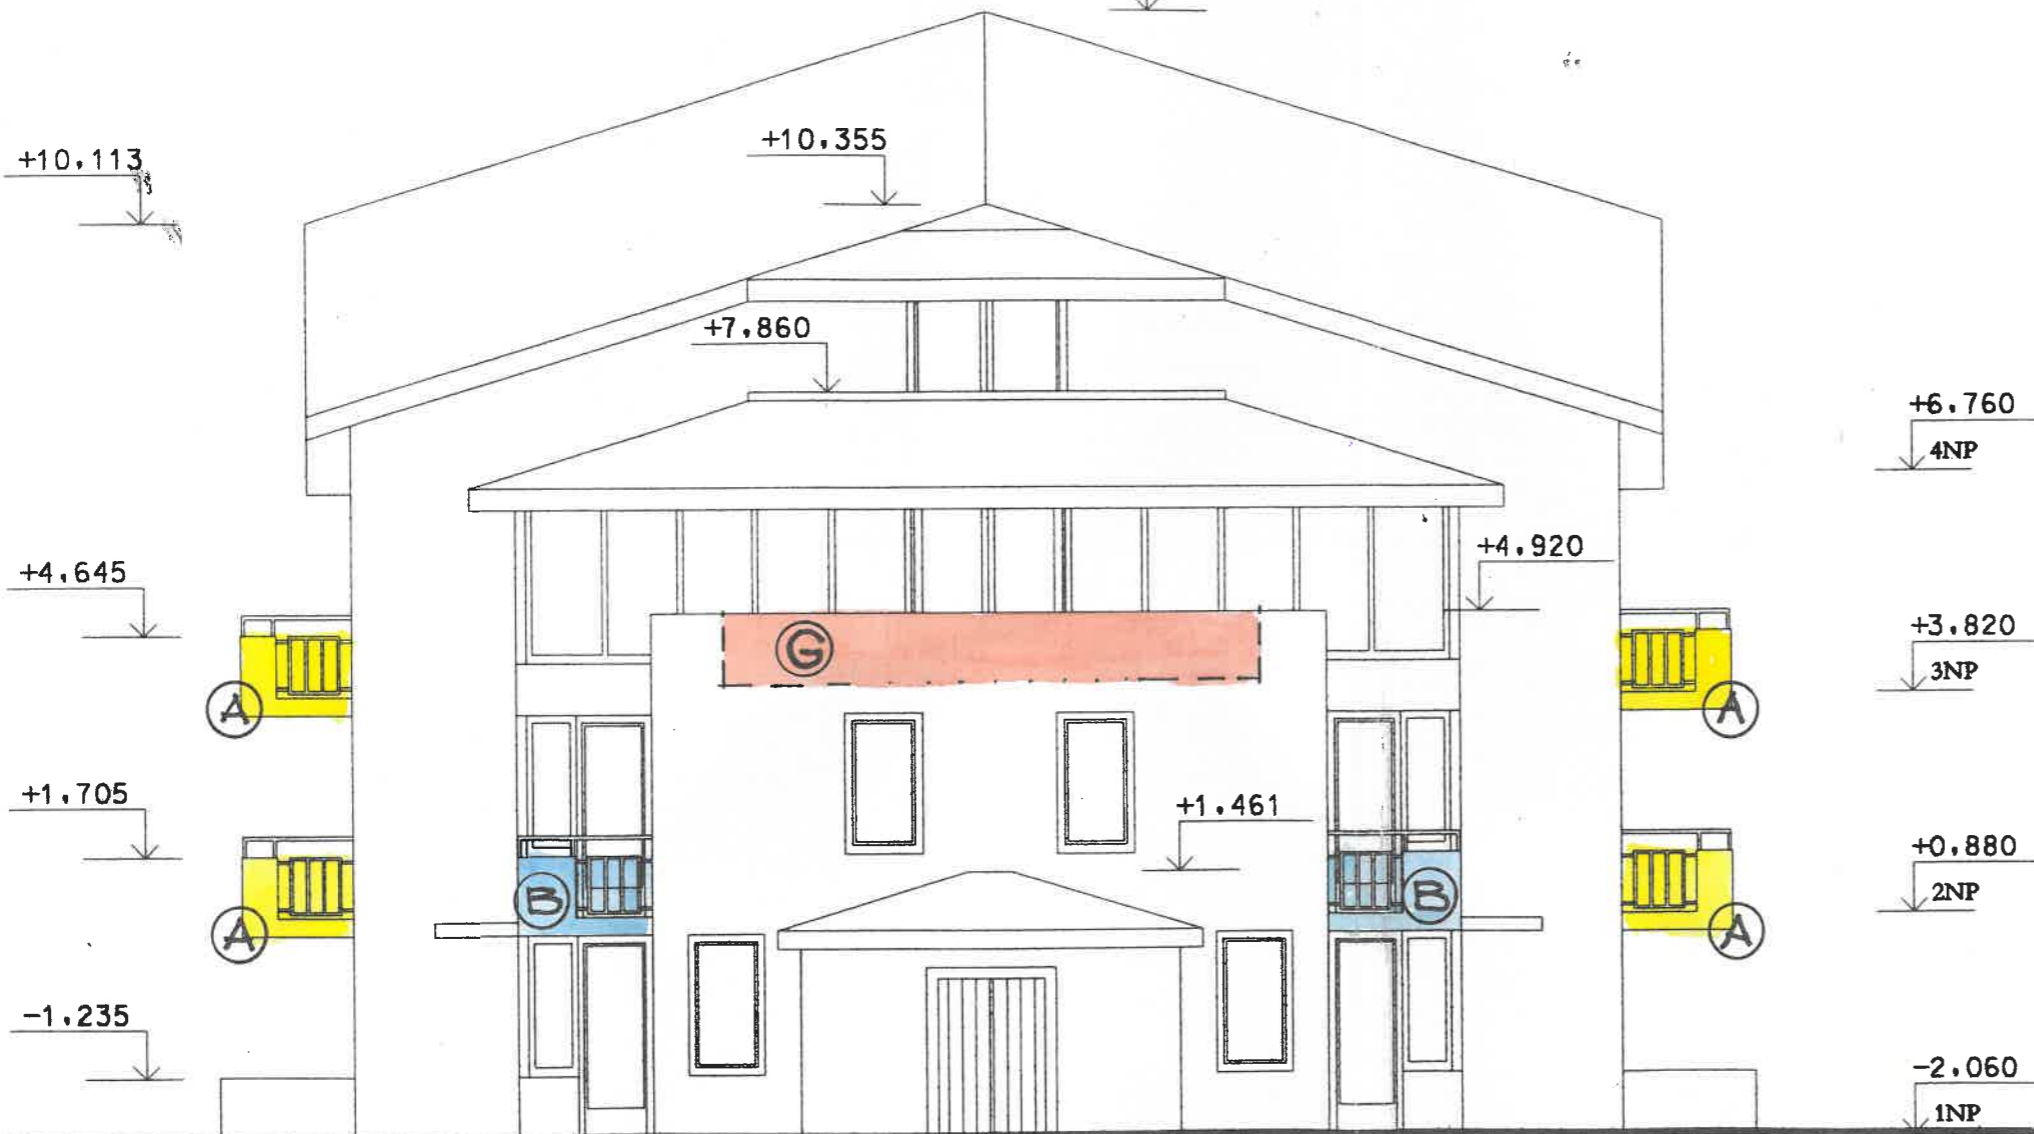 +10.113
+10.355
+7.860
+6.760
4NP
+4.645
+4.920
G
+3.820
3NP
A
A
+1.705
+1.461
+0.880
2NP
B
B
A
A
-1.235
-2.060
1NP